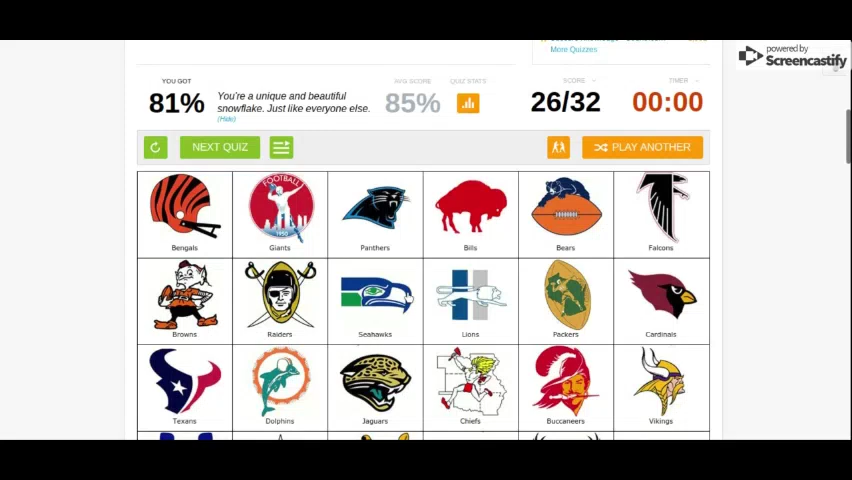 More Quizzes
powered by
Screencastify
YOU GOT
81%
You're a unique and beautiful
snowflake. Just like everyone else.
(Hide)
AVG SCORE
85%
QUIZ STATS
SCORE
26/32
TIMER
00:00
NEXT QUIZ
PLAY ANOTHER
FOOTBALL
1950
Bengals
Giants
Panthers
Bills
Bears
Falcons
Browns
Raiders
Seahawks
Lions
Packers
Cardinals
Texans
Dolphins
Jaguars
Chiefs
Buccaneers
Vikings